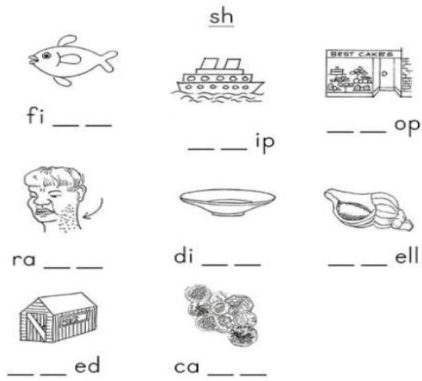 sh
BEST CAKES
fi __ __
__ __ ip
__ __ op
ra __ __
di __ __
__ __ ell
__ __ ed
ca __ __